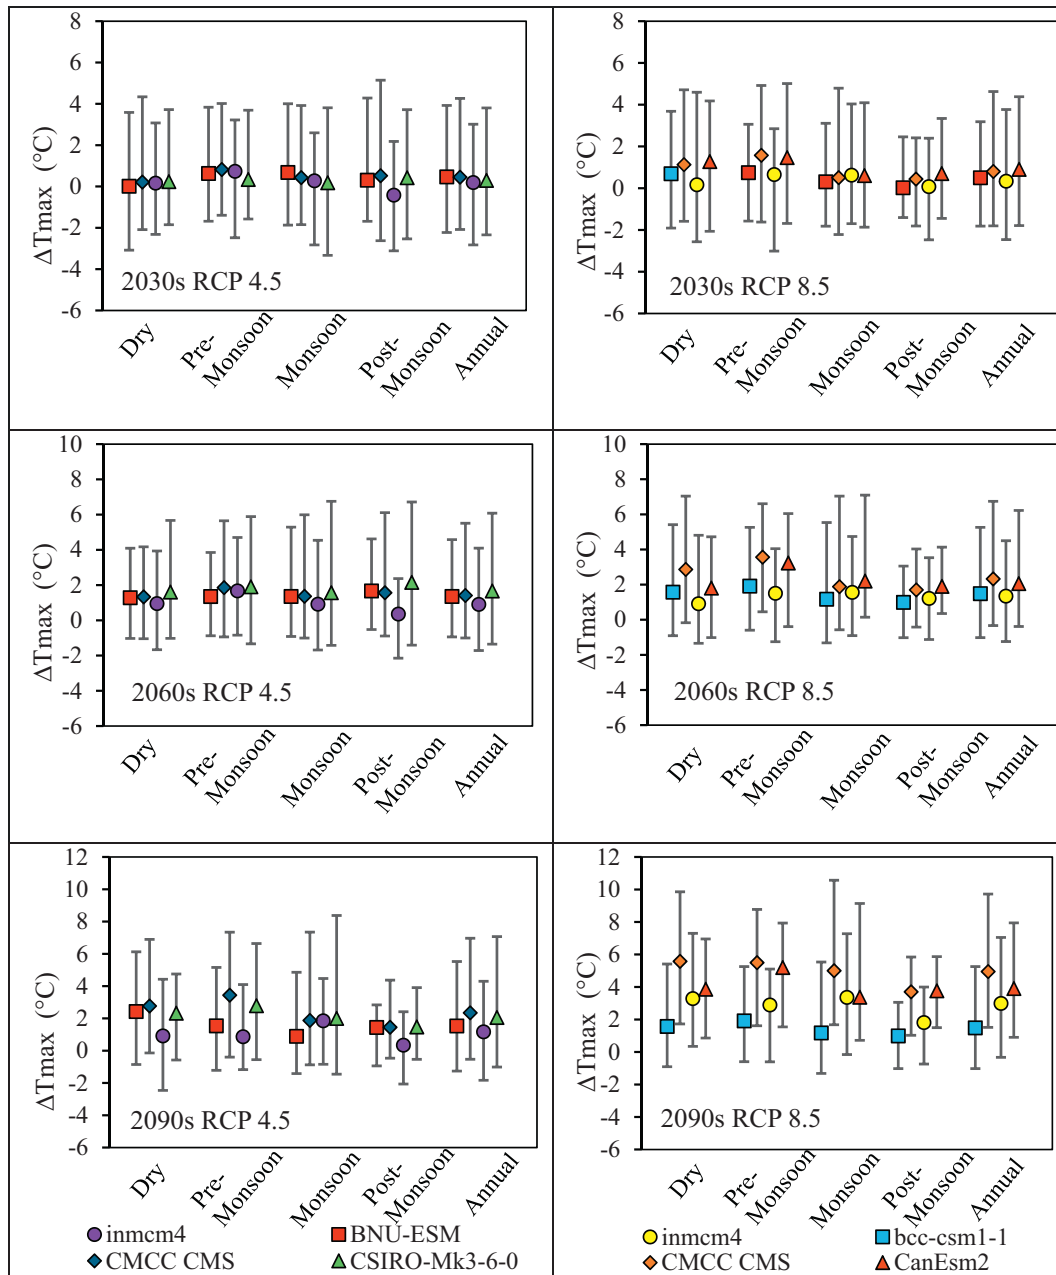 8
6
4
2
0
-2
-4
-6
ΔTmax (°C)
2030s RCP 4.5
Dry
Pre-
Monsoon
Monsoon
Post-
Monsoon
Annual
8
6
4
2
0
-2
-4
-6
ΔTmax (°C)
2030s RCP 8.5
Dry
Pre-
Monsoon
Monsoon
Post-
Monsoon
Annual
10
8
6
4
2
0
-2
-4
-6
ΔTmax (°C)
2060s RCP 4.5
Dry
Pre-
Monsoon
Monsoon
Post-
Monsoon
Annual
10
8
6
4
2
0
-2
-4
-6
ΔTmax (°C)
2060s RCP 8.5
Dry
Pre-
Monsoon
Monsoon
Post-
Monsoon
Annual
12
10
8
6
4
2
0
-2
-4
-6
ΔTmax (°C)
2090s RCP 4.5
Dry
Pre-
Monsoon
Monsoon
Post-
Monsoon
Annual
inmcm4
BNU-ESM
CMCC CMS
CSIRO-Mk3-6-0
12
10
8
6
4
2
0
-2
-4
-6
ΔTmax (°C)
2090s RCP 8.5
Dry
Pre-
Monsoon
Monsoon
Post-
Monsoon
Annual
inmcm4
bcc-csm1-1
CMCC CMS
CanEsm2